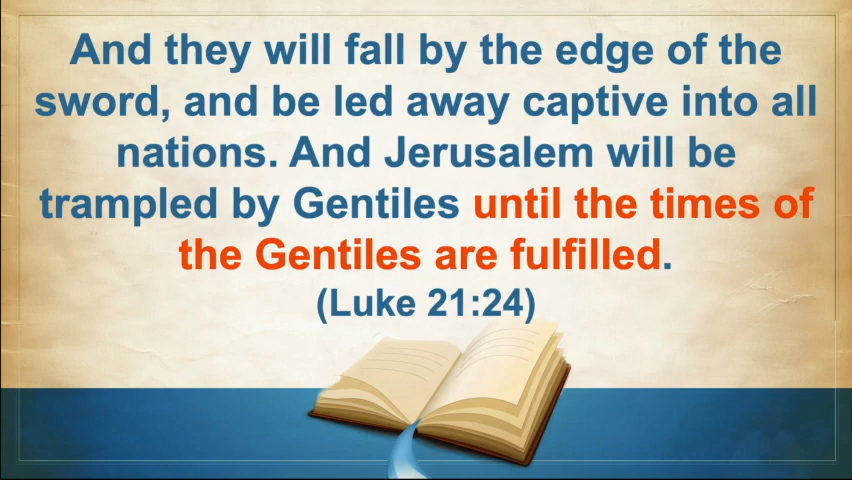 And they will fall by the edge of the
sword, and be led away captive into all
nations. And Jerusalem will be
trampled by Gentiles until the times of
the Gentiles are fulfilled.
(Luke 21:24)